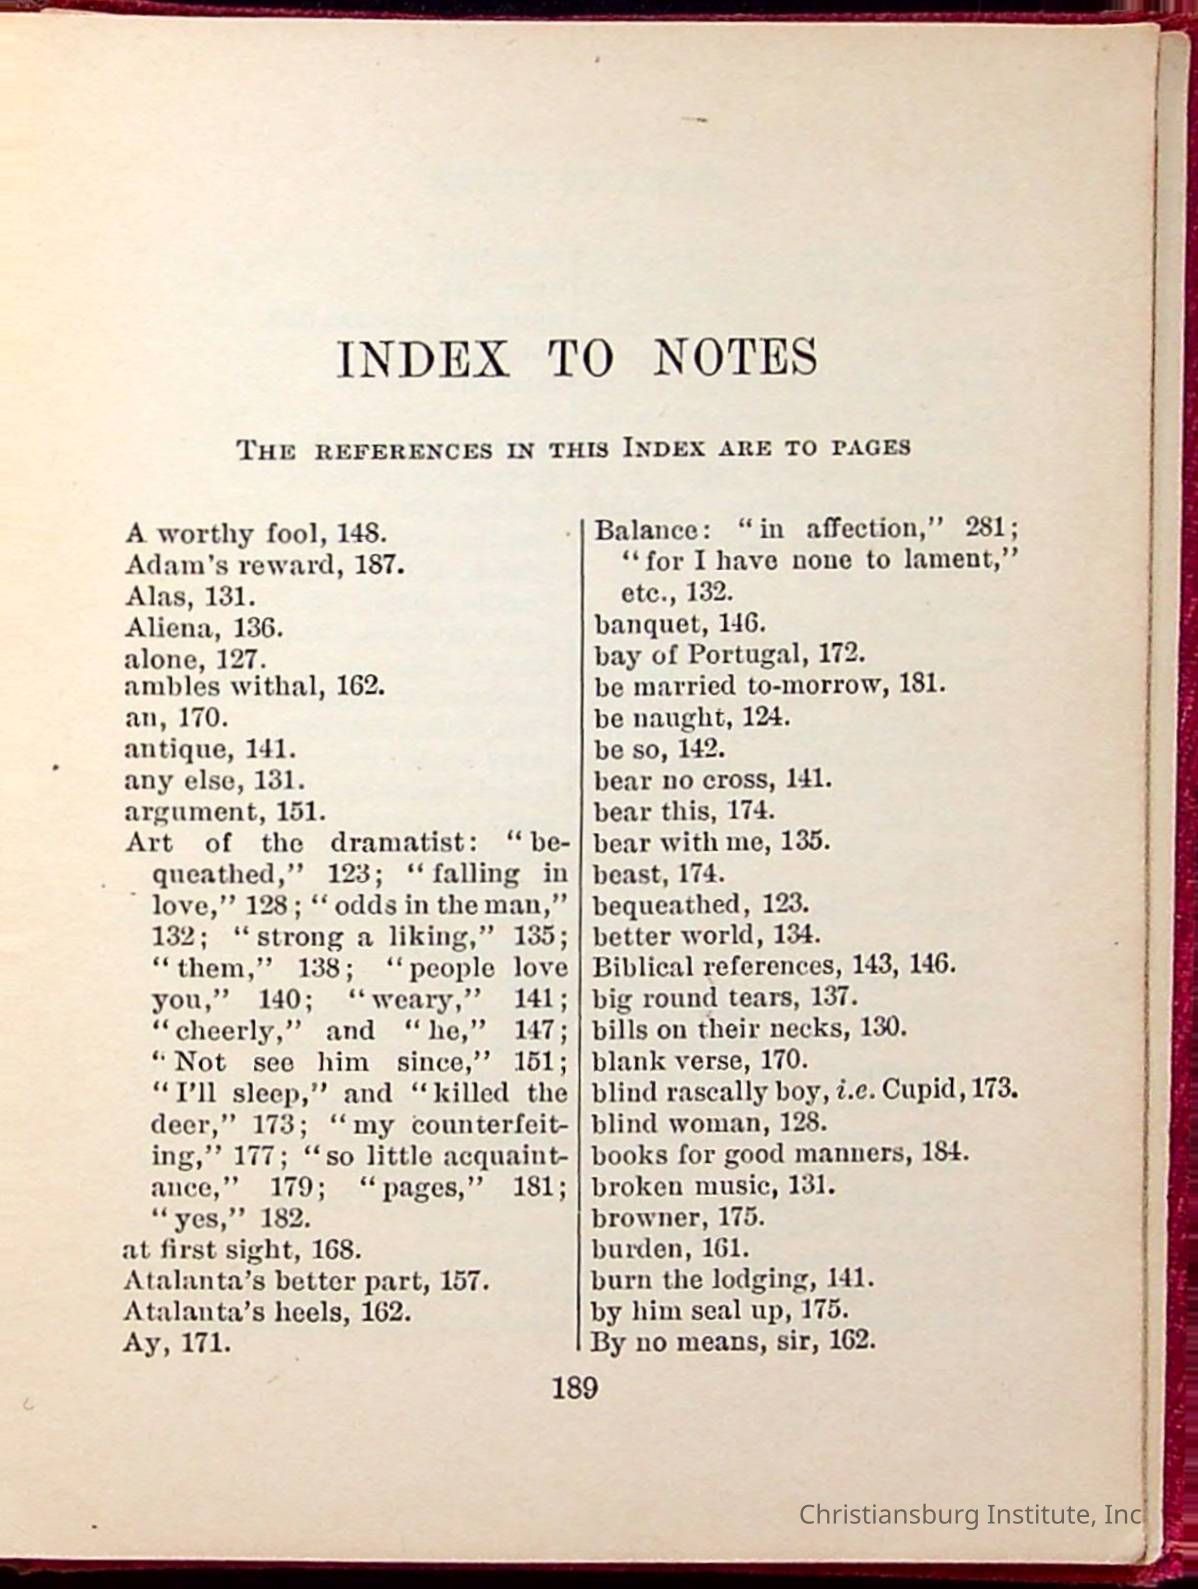 INDEX TO NOTES
THE REFERENCES IN THIS INDEX ARE TO PAGES
A worthy fool, 148.
Adam's reward, 187.
Alas, 131.
Aliena, 136.
alone, 127.
ambles withal, 162.
an, 170.
antique, 141.
any else, 131.
argument, 151.
Art of the dramatist: "be-
queathed," 123; "falling in
love," 128; "odds in the man,"
132; "strong a liking," 135;
"them," 138; "people love
you," 140; "weary," 141;
"cheerly," and "he," 147;
"Not see him since," 151;
"I'll sleep," and "killed the
deer," 173; "my counterfeit-
ing," 177; "so little acquaint-
ance," 179; "pages," 181;
"yes," 182.
at first sight, 168.
Atalanta's better part, 157.
Atalanta's heels, 162.
Ay, 171.
Balance: "in affection," 281;
"for I have none to lament,"
etc., 132.
banquet, 146.
bay of Portugal, 172.
be married to-morrow, 181.
be naught, 124.
be so, 142.
bear no cross, 141.
bear this, 174.
bear with me, 135.
beast, 174.
bequeathed, 123.
better world, 134.
Biblical references, 143, 146.
big round tears, 137.
bills on their necks, 130.
blank verse, 170.
blind rascally boy, i.e. Cupid, 173.
blind woman, 128.
books for good manners, 184.
broken music, 131.
browner, 175.
burden, 161.
burn the lodging, 141.
by him seal up, 175.
By no means, sir, 162.
189
Christiansburg Institute, Inc